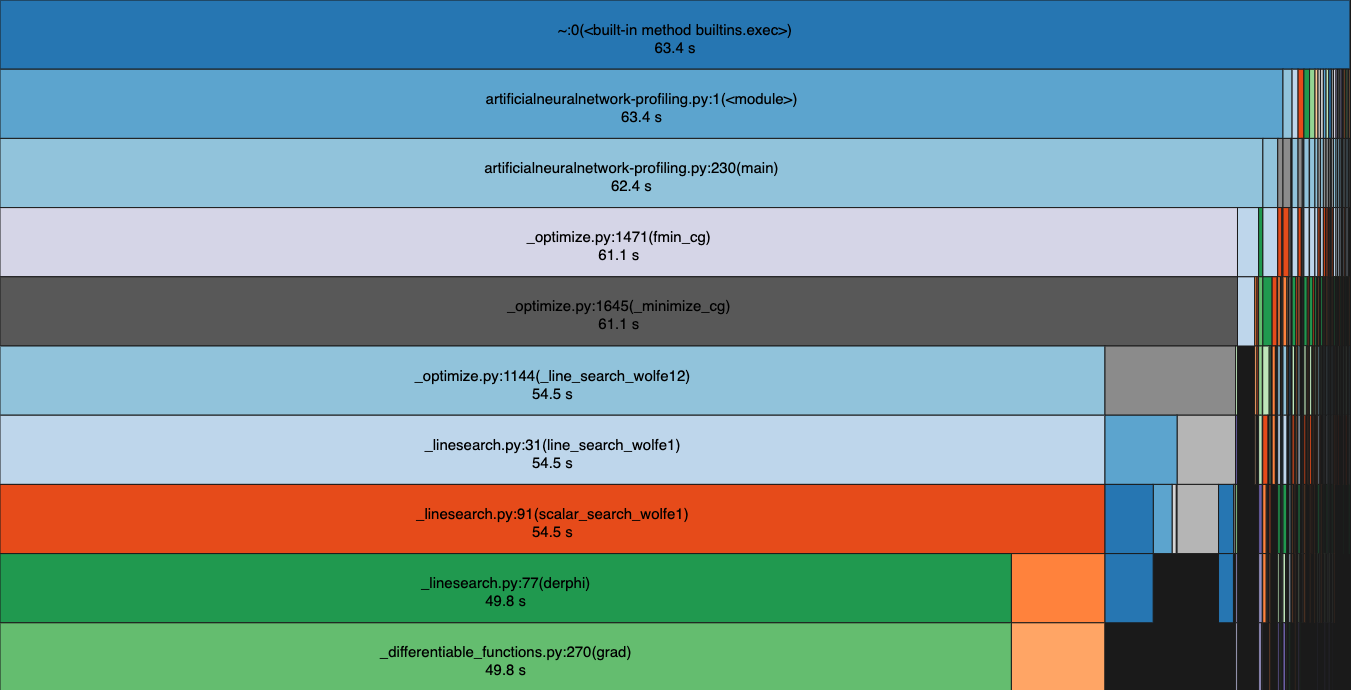 ~:0(<built-in method builtins.exec>)
63.4 s
artificialneuralnetwork-profiling.py:1(<module>)
63.4 s
artificialneuralnetwork-profiling.py:230(main)
62.4 s
_optimize.py:1471(fmin_cg)
61.1 s
_optimize.py:1645(_minimize_cg)
61.1 s
_optimize.py:1144(_line_search_wolfe12)
54.5 s
_linesearch.py:31(line_search_wolfe1)
54.5 s
_linesearch.py:91(scalar_search_wolfe1)
54.5 s
_linesearch.py:77(derphi)
49.8 s
_differentiable_functions.py:270(grad)
49.8 s